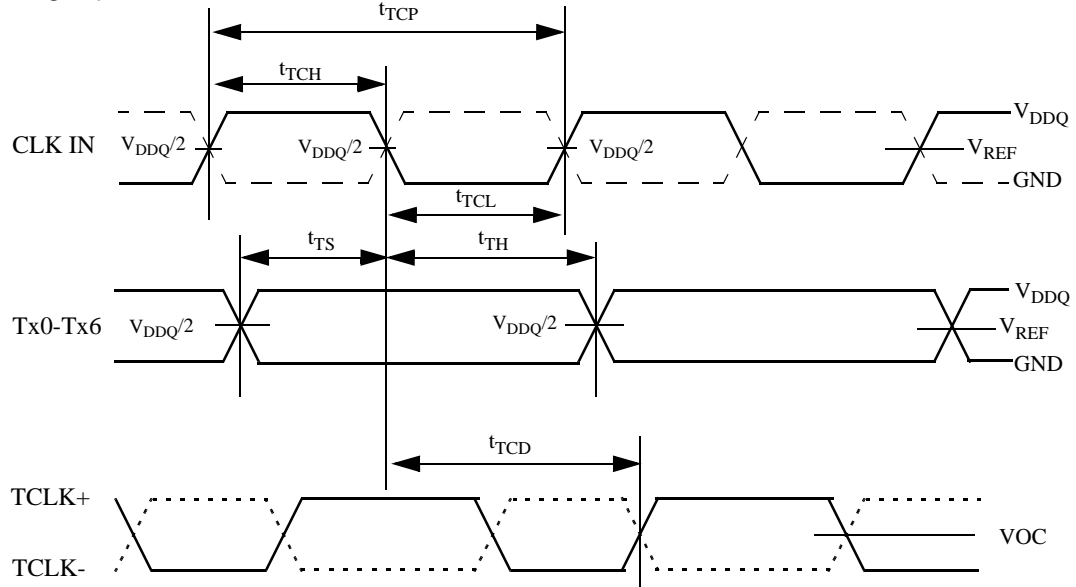 tTCP
tTCH
CLK IN
VDDQ/2
VDDQ/2
VDDQ/2
VDDQ
VREF
GND
tTCL
tTS
tTH
Tx0-Tx6
VDDQ/2
VDDQ/2
VDDQ
VREF
GND
tTCD
TCLK+
TCLK-
VOC